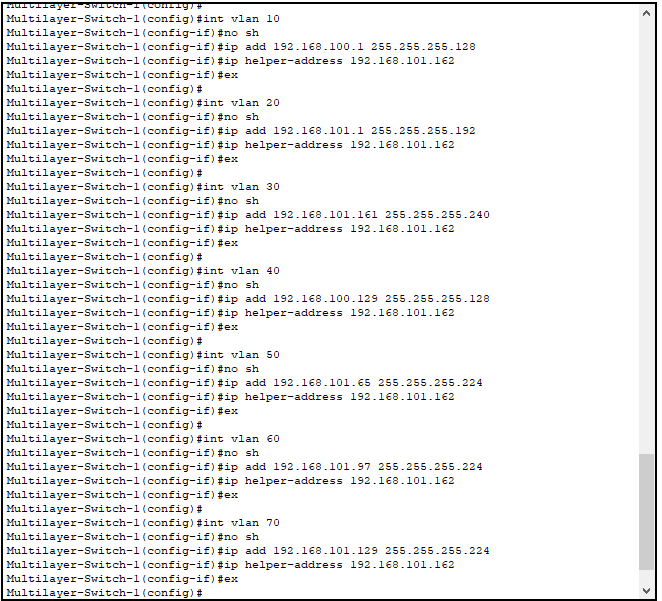 Multilayer-Switch-1(config)#
Multilayer-Switch-1(config)#int vlan 10
Multilayer-Switch-1(config-if)#no sh
Multilayer-Switch-1(config-if)#ip add 192.168.100.1 255.255.255.128
Multilayer-Switch-1(config-if)#ip helper-address 192.168.101.162
Multilayer-Switch-1(config-if)#ex
Multilayer-Switch-1(config)#
Multilayer-Switch-1(config)#int vlan 20
Multilayer-Switch-1(config-if)#no sh
Multilayer-Switch-1(config-if)#ip add 192.168.101.1 255.255.255.192
Multilayer-Switch-1(config-if)#ip helper-address 192.168.101.162
Multilayer-Switch-1(config-if)#ex
Multilayer-Switch-1(config)#
Multilayer-Switch-1(config)#int vlan 30
Multilayer-Switch-1(config-if)#no sh
Multilayer-Switch-1(config-if)#ip add 192.168.101.161 255.255.255.240
Multilayer-Switch-1(config-if)#ip helper-address 192.168.101.162
Multilayer-Switch-1(config-if)#ex
Multilayer-Switch-1(config)#
Multilayer-Switch-1(config)#int vlan 40
Multilayer-Switch-1(config-if)#no sh
Multilayer-Switch-1(config-if)#ip add 192.168.100.129 255.255.255.128
Multilayer-Switch-1(config-if)#ip helper-address 192.168.101.162
Multilayer-Switch-1(config-if)#ex
Multilayer-Switch-1(config)#
Multilayer-Switch-1(config)#int vlan 50
Multilayer-Switch-1(config-if)#no sh
Multilayer-Switch-1(config-if)#ip add 192.168.101.65 255.255.255.224
Multilayer-Switch-1(config-if)#ip helper-address 192.168.101.162
Multilayer-Switch-1(config-if)#ex
Multilayer-Switch-1(config)#
Multilayer-Switch-1(config)#int vlan 60
Multilayer-Switch-1(config-if)#no sh
Multilayer-Switch-1(config-if)#ip add 192.168.101.97 255.255.255.224
Multilayer-Switch-1(config-if)#ip helper-address 192.168.101.162
Multilayer-Switch-1(config-if)#ex
Multilayer-Switch-1(config)#
Multilayer-Switch-1(config)#int vlan 70
Multilayer-Switch-1(config-if)#no sh
Multilayer-Switch-1(config-if)#ip add 192.168.101.129 255.255.255.224
Multilayer-Switch-1(config-if)#ip helper-address 192.168.101.162
Multilayer-Switch-1(config-if)#ex
Multilayer-Switch-1(config)#